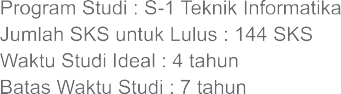 Program Studi : S-1 Teknik Informatika
Jumlah SKS untuk Lulus : 144 SKS
Waktu Studi Ideal : 4 tahun
Batas Waktu Studi : 7 tahun